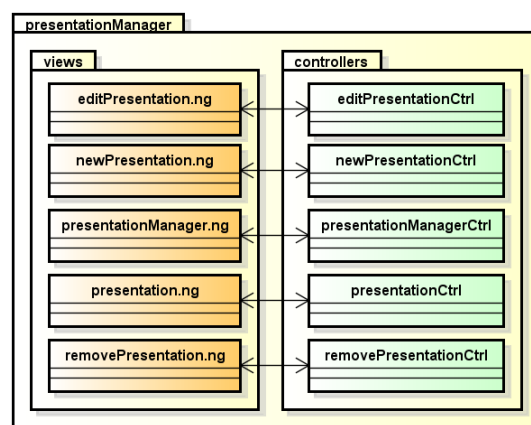 presentationManager
views
controllers
editPresentation.ng
editPresentationCtrl
newPresentation.ng
newPresentationCtrl
presentationManager.ng
presentationManagerCtrl
presentation.ng
presentationCtrl
removePresentation.ng
removePresentationCtrl